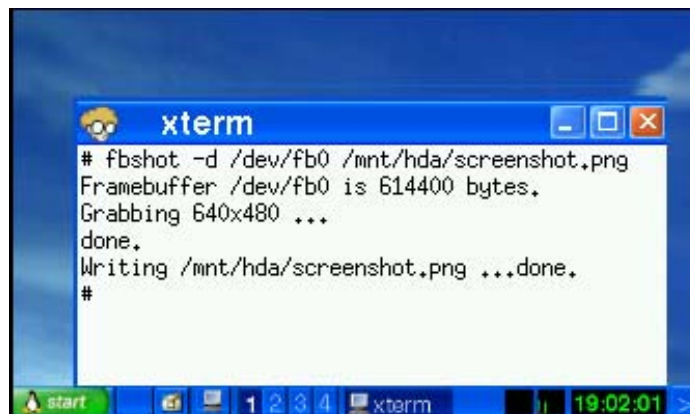 xterm
# fbshot -d /dev/fb0 /mnt/hda/screenshot.png
Framebuffer /dev/fb0 is 614400 bytes.
Grabbing 640x480 ...
done.
Writing /mnt/hda/screenshot.png ...done.
#
start 1 2 3 4 xterm 19:02:01 >